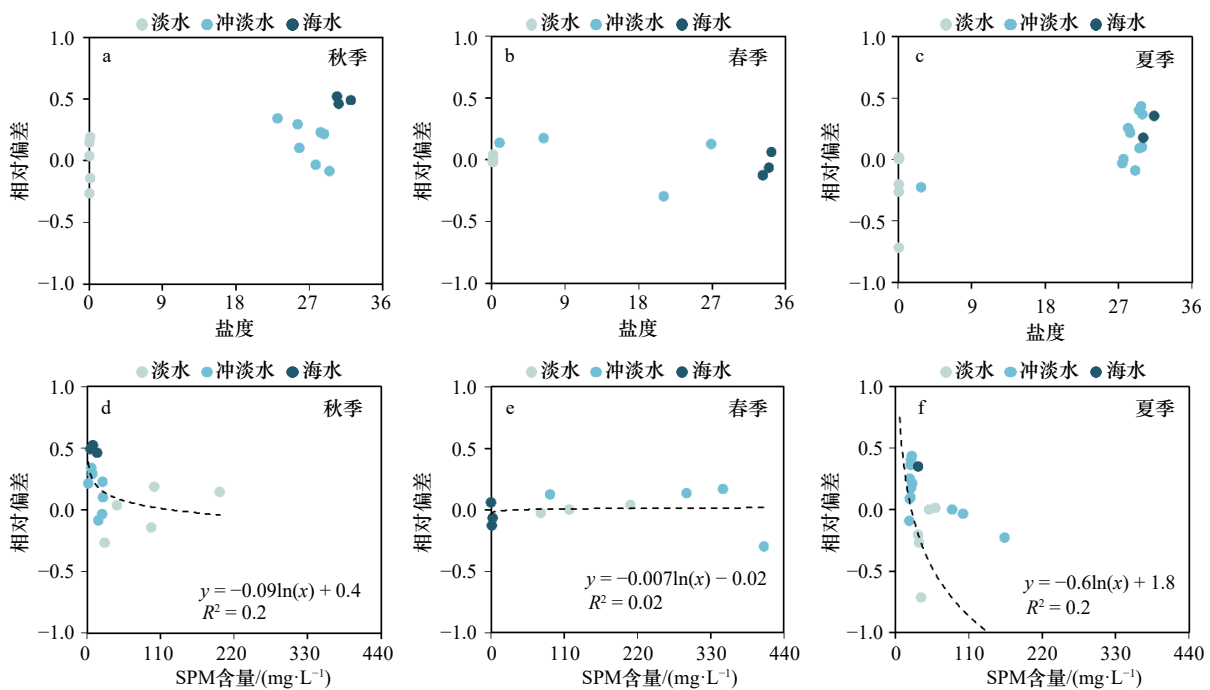 淡水 冲淡水 海水
a
秋季
1.0
0.5
0.0
−0.5
−1.0
相对偏差
0 9 18 27 36
盐度
淡水 冲淡水 海水
b
春季
1.0
0.5
0.0
−0.5
−1.0
相对偏差
0 9 18 27 36
盐度
淡水 冲淡水 海水
c
夏季
1.0
0.5
0.0
−0.5
−1.0
相对偏差
0 9 18 27 36
盐度
淡水 冲淡水 海水
d
秋季
1.0
0.5
0.0
−0.5
−1.0
相对偏差
y = −0.09ln(x) + 0.4
R² = 0.2
0 110 220 330 440
SPM含量/(mg·L⁻¹)
淡水 冲淡水 海水
e
春季
1.0
0.5
0.0
−0.5
−1.0
相对偏差
y = −0.007ln(x) − 0.02
R² = 0.02
0 110 220 330 440
SPM含量/(mg·L⁻¹)
淡水 冲淡水 海水
f
夏季
1.0
0.5
0.0
−0.5
−1.0
相对偏差
y = −0.6ln(x) + 1.8
R² = 0.2
0 110 220 330 440
SPM含量/(mg·L⁻¹)